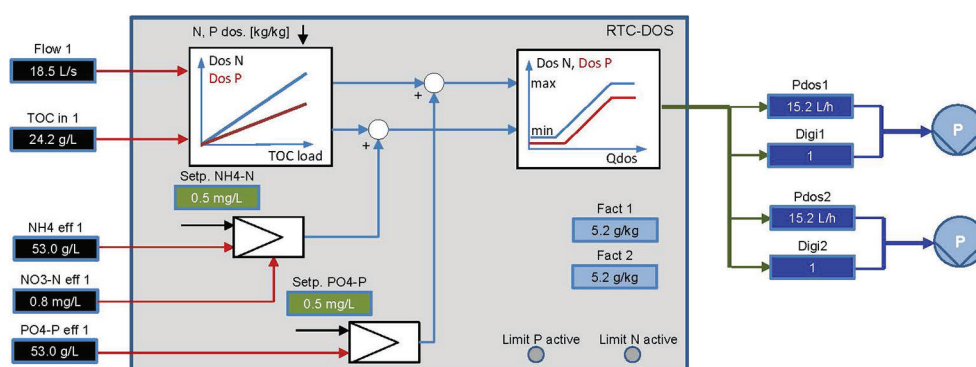 N, P dos. [kg/kg]
RTC-DOS
Flow 1
18.5 L/s
TOC in 1
24.2 g/L
NH4 eff 1
53.0 g/L
NO3-N eff 1
0.8 mg/L
PO4-P eff 1
53.0 g/L
Dos N
Dos P
TOC load
Setp. NH4-N
0.5 mg/L
Setp. PO4-P
0.5 mg/L
+
+
Dos N, Dos P
max
min
Qdos
Fact 1
5.2 g/kg
Fact 2
5.2 g/kg
Limit P active
Limit N active
Pdos1
15.2 L/h
Digi1
1
Pdos2
15.2 L/h
Digi2
1
P
P